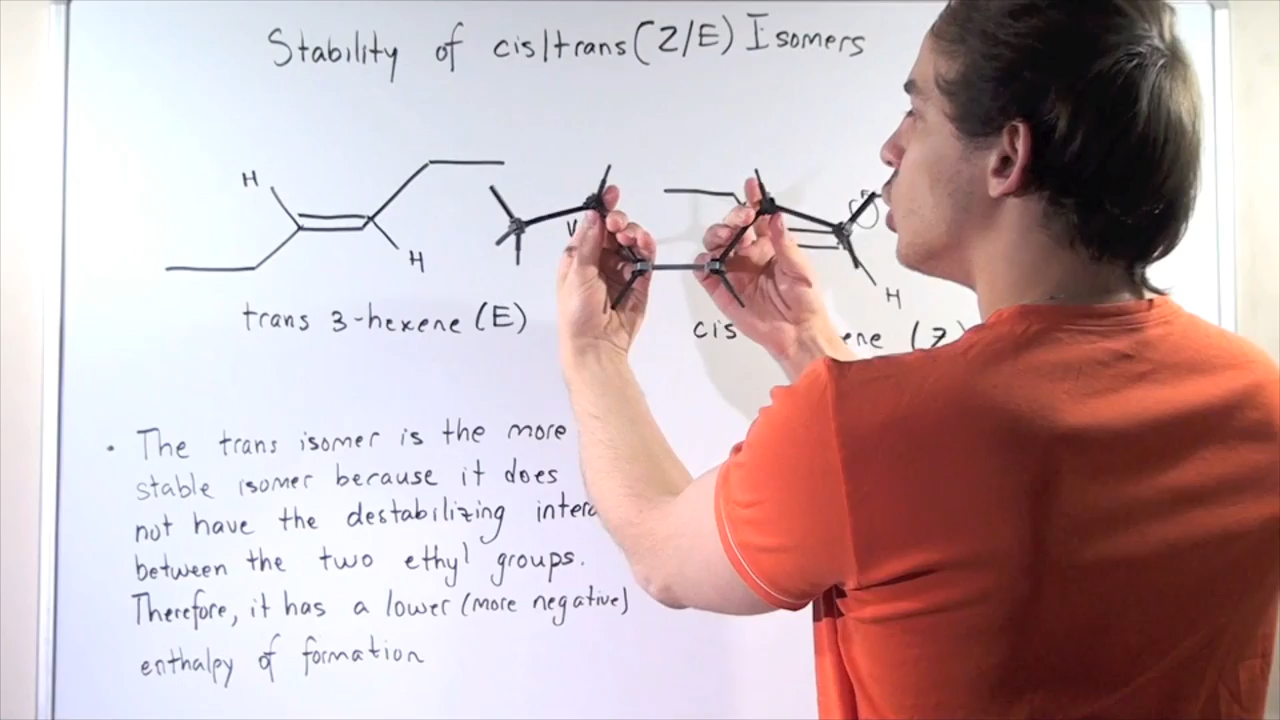 Stability of cis/trans (Z/E) Isomers
H
H
H
trans 3-hexene (E)
cis
• The trans isomer is the more
stable isomer because it does
not have the destabilizing
between the two ethyl groups.
Therefore, it has a lower (more negative)
enthalpy of formation